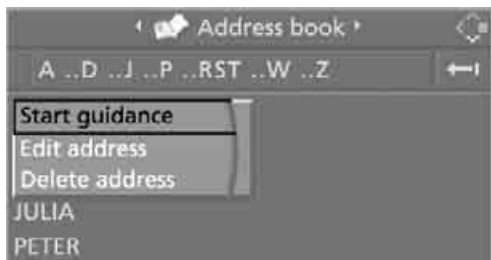 Address book
A ..D ..J ..P ..RST ..W ..Z
Start guidance
Edit address
Delete address
JULIA
PETER